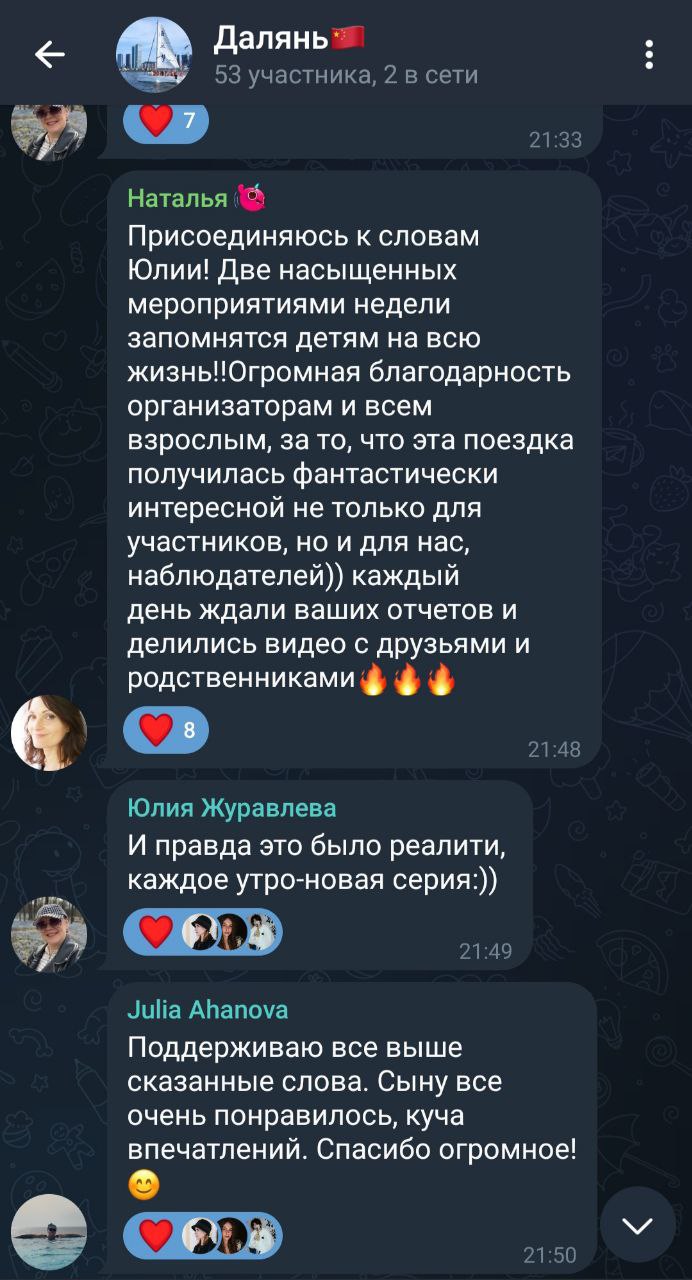 Далянь🇨🇳
53 участника, 2 в сети
❤️ 7
21:33
Наталья
Присоединяюсь к словам
Юлии! Две насыщенных
мероприятиями недели
запомнятся детям на всю
жизнь!!Огромная благодарность
организаторам и всем
взрослым, за то, что эта поездка
получилась фантастически
интересной не только для
участников, но и для нас,
наблюдателей)) каждый
день ждали ваших отчетов и
делились видео с друзьями и
родственниками🔥🔥🔥
❤️ 8
21:48
Юлия Журавлева
И правда это было реалити,
каждое утро-новая серия:))
21:49
Julia Ahanova
Поддерживаю все выше
сказанные слова. Сыну все
очень понравилось, куча
впечатлений. Спасибо огромное!
😊
21:50